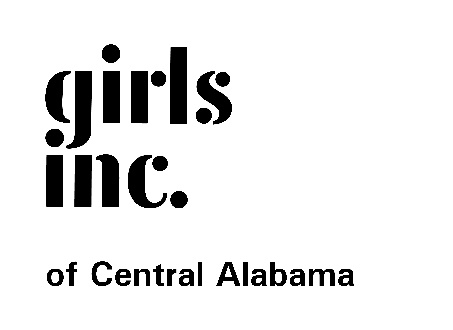 girls
inc.
of Central Alabama